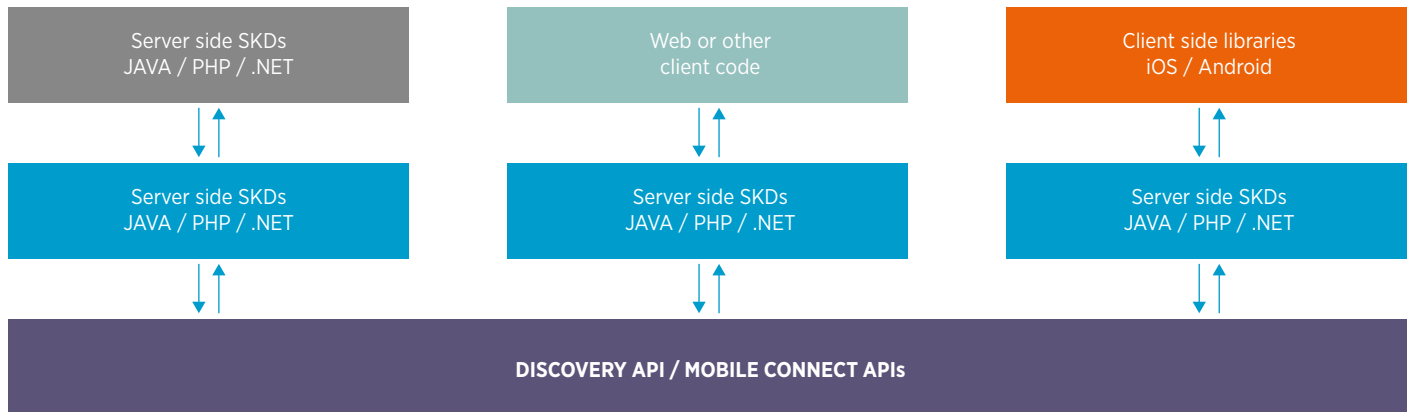 Server side SKDs
JAVA / PHP / .NET
Web or other
client code
Client side libraries
iOS / Android
Server side SKDs
JAVA / PHP / .NET
Server side SKDs
JAVA / PHP / .NET
Server side SKDs
JAVA / PHP / .NET
DISCOVERY API / MOBILE CONNECT APIs